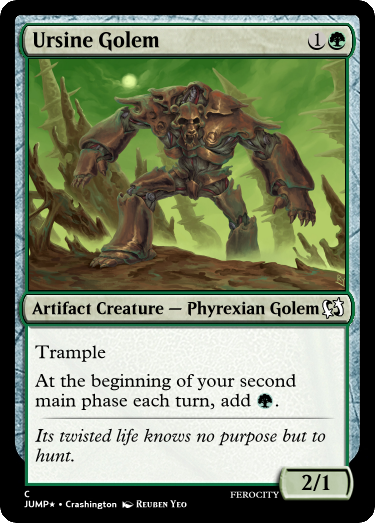 Ursine Golem 1
Artifact Creature — Phyrexian Golem
Trample
At the beginning of your second
main phase each turn, add .
Its twisted life knows no purpose but to
hunt.
2/1
C
JUMP★ • Crashington Reuben Yeo
FEROCITY